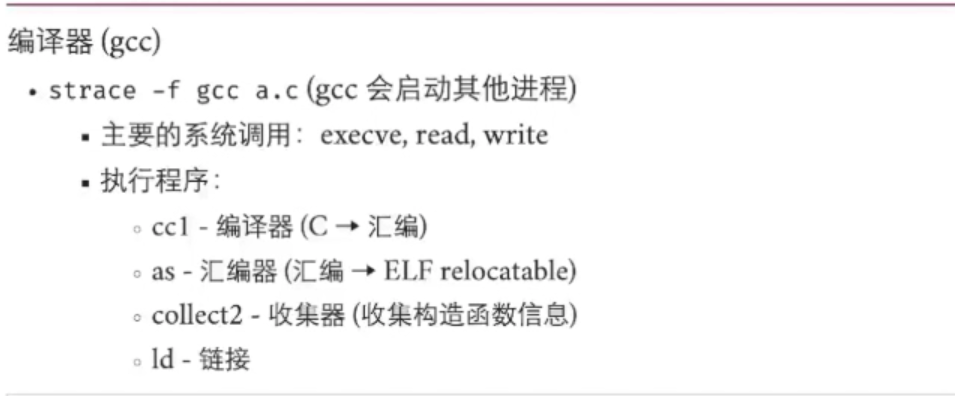 编译器 (gcc)
• strace -f gcc a.c (gcc 会启动其他进程)
▪ 主要的系统调用：execve, read, write
▪ 执行程序：
◦ cc1 - 编译器 (C → 汇编)
◦ as - 汇编器 (汇编 → ELF relocatable)
◦ collect2 - 收集器 (收集构造函数信息)
◦ ld - 链接